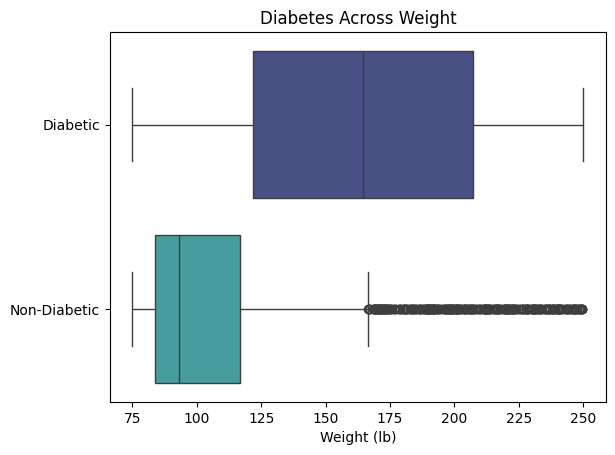 Diabetes Across Weight
Diabetic
Non-Diabetic
75 100 125 150 175 200 225 250
Weight (lb)